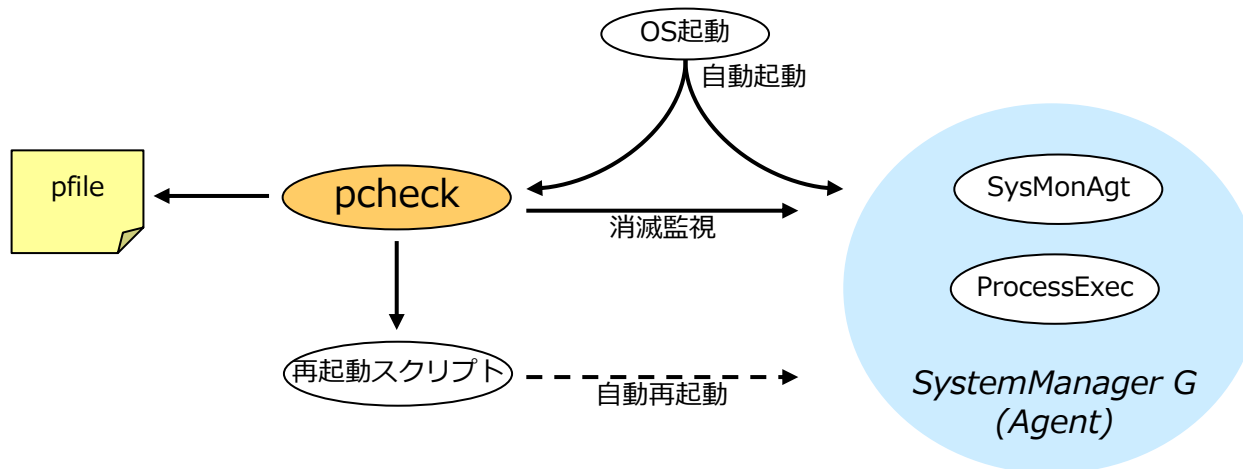 OS起動
自動起動
pfile
pcheck
消滅監視
SysMonAgt
ProcessExec
再起動スクリプト
自動再起動
SystemManager G
(Agent)